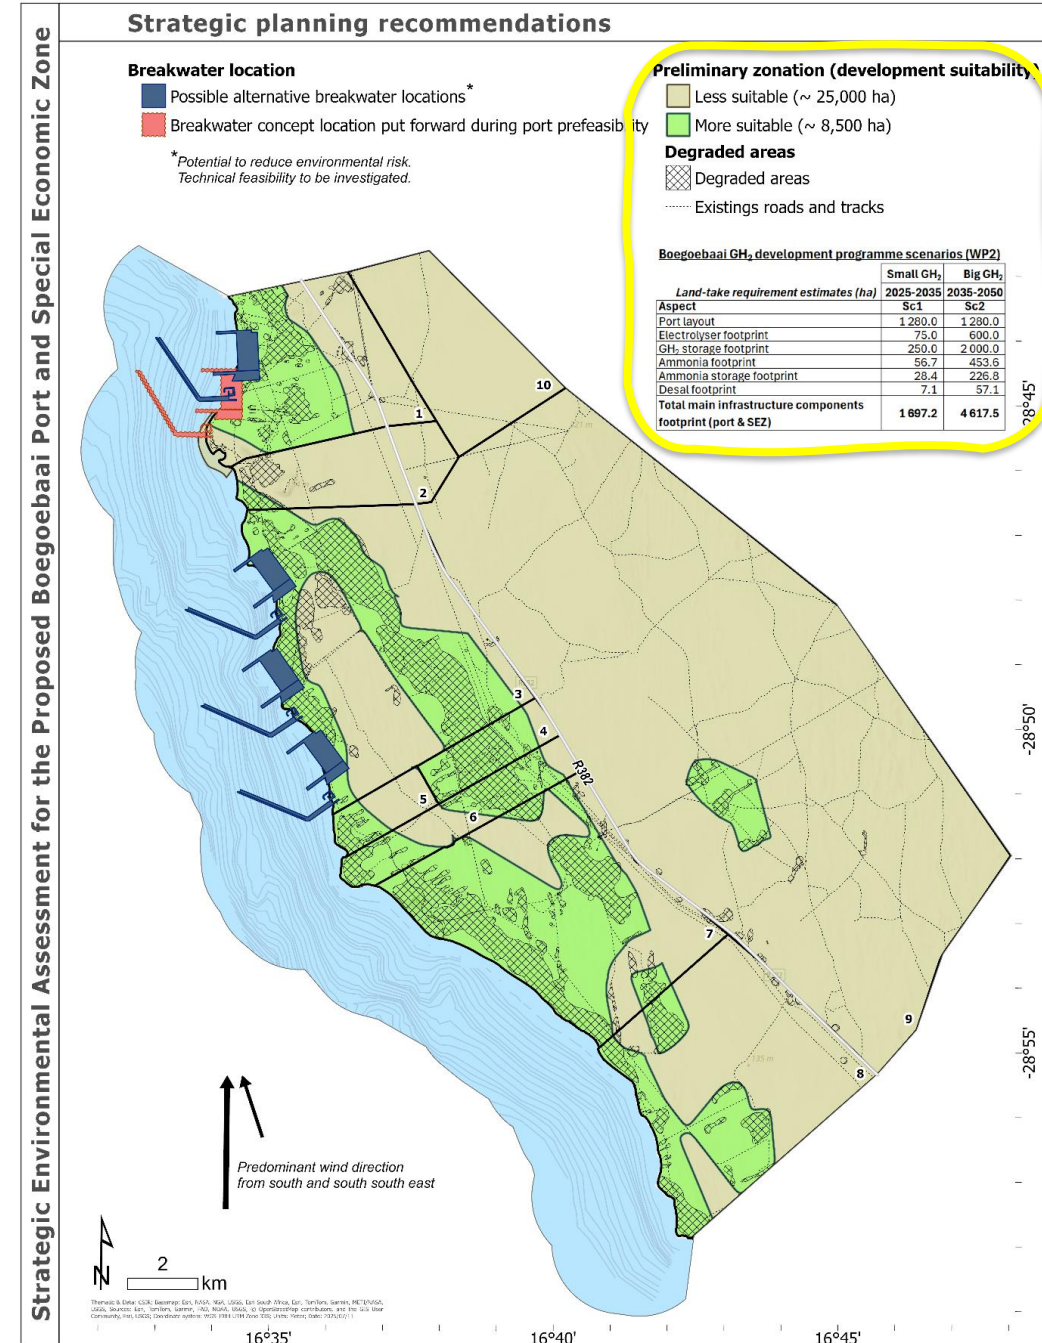 Strategic Environmental Assessment for the Proposed Boegoebaai Port and Special Economic Zone
Strategic planning recommendations
Breakwater location
Possible alternative breakwater locations*
Breakwater concept location put forward during port prefeasibility
*Potential to reduce environmental risk.
Technical feasibility to be investigated.
Preliminary zonation (development suitability)
Less suitable (~ 25,000 ha)
More suitable (~ 8,500 ha)
Degraded areas
Degraded areas
Existings roads and tracks
Boegoebaai GH₂ development programme scenarios (WP2)
Small GH₂ Big GH₂
Land-take requirement estimates (ha) 2025-2035 2035-2050
Aspect Sc1 Sc2
Port layout 1 280.0 1 280.0
Electrolyser footprint 75.0 600.0
GH₂ storage footprint 250.0 2 000.0
Ammonia footprint 56.7 453.6
Ammonia storage footprint 28.4 226.8
Desal footprint 7.1 57.1
Total main infrastructure components
footprint (port & SEZ) 1 697.2 4 617.5
10
1
2
3
4
R382
5
6
7
9
8
-28°45'
-28°50'
-28°55'
Predominant wind direction
from south and south south east
N
2
km
16°35'
16°40'
16°45'